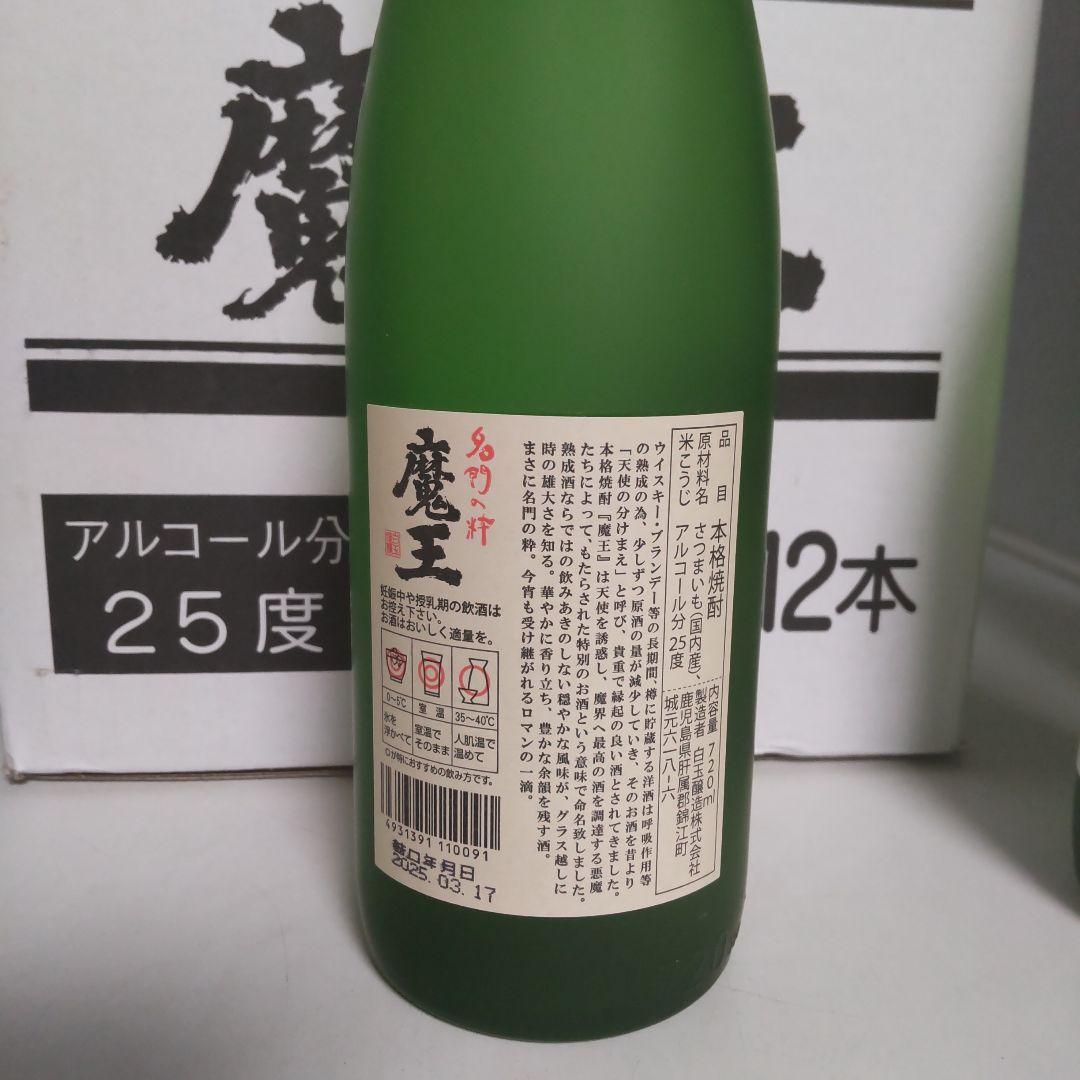 魔
アルコール分
25度
12本
品目 本格焼酎
原材料名 さつまいも(国内産)、
米こうじ アルコール分 25度
内容量 720ml
製造者 白玉醸造株式会社
鹿児島県肝属郡錦江町
城元六一八-六
ウイスキー・ブランデー等の長期間、樽に貯蔵する洋酒は呼吸作用等
の熟成の為、少しずつ原酒の量が減少していき、そのお酒を昔より
「天使の分けまえ」と呼び、貴重で縁起の良い酒とされてきました。
本格焼酎『魔王』は天使を誘惑し、魔界へ最高の酒を調達する悪魔
たちによって、もたらされた特別のお酒という意味で命名致しました。
熟成酒ならではの飲みあきのしない穏やかな風味が、グラス越しに
時の雄大さを知る。華やかに香り立ち、豊かな余韻を残す酒。
まさに名門の粋。今宵も受け継がれるロマンの一滴。
名門の粋
魔王
妊娠中や授乳期の飲酒は
お控え下さい。
お酒はおいしく適量を。
0〜5℃ 室温 35〜40℃
氷を
浮かべて
室温で
そのまま
人肌温で
温めて
○が特におすすめの飲み方です。
4931391 110091
詰口年月日
2025.03.17